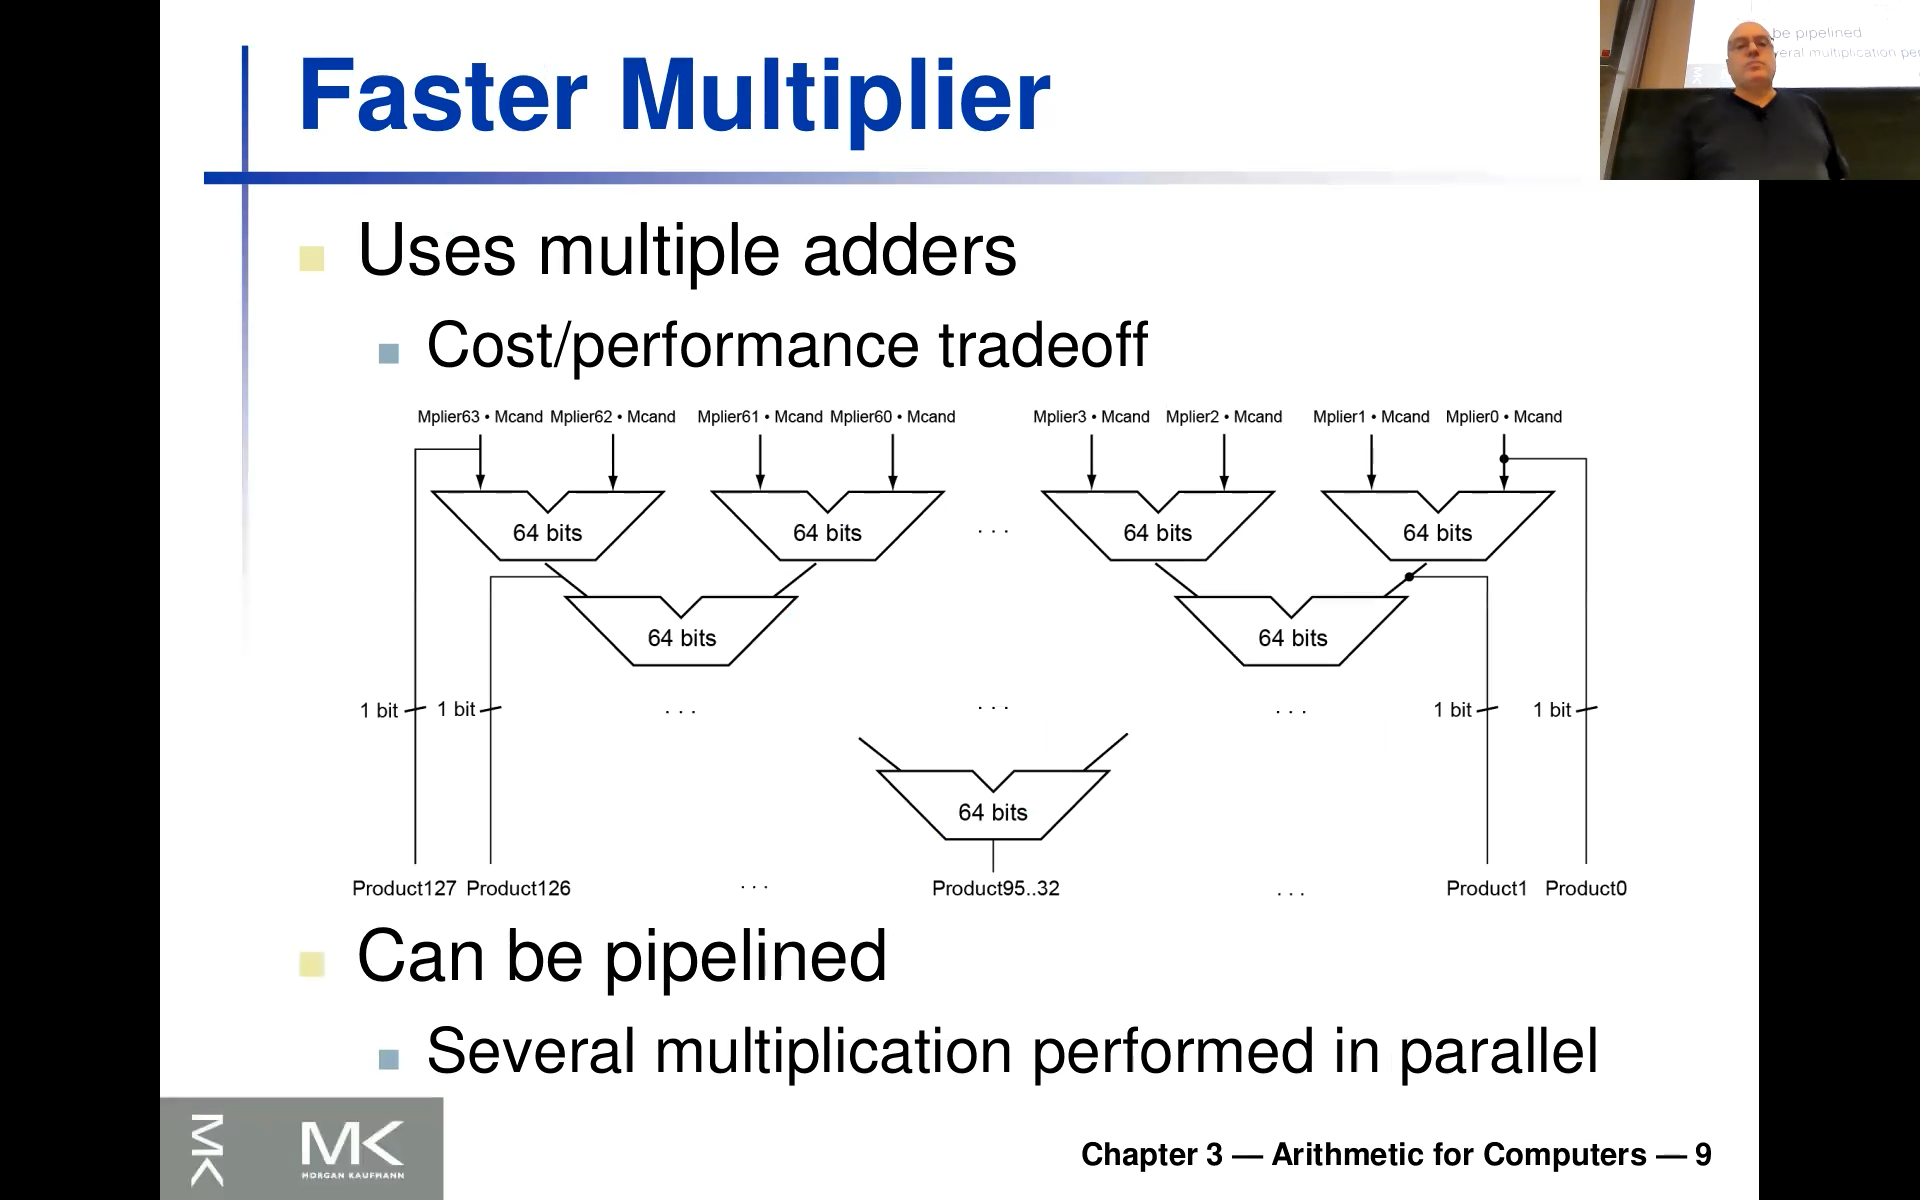 Faster Multiplier
be pipelined
veral multiplication per
Uses multiple adders
Cost/performance tradeoff
Mplier63 • Mcand Mplier62 • Mcand Mplier61 • Mcand Mplier60 • Mcand Mplier3 • Mcand Mplier2 • Mcand Mplier1 • Mcand Mplier0 • Mcand
64 bits 64 bits . . . 64 bits 64 bits
64 bits 64 bits
1 bit 1 bit . . . . . . . . . 1 bit 1 bit
64 bits
Product127 Product126 . . . Product95..32 . . . Product1 Product0
Can be pipelined
Several multiplication performed in parallel
MK MK
MORGAN KAUFMANN
Chapter 3 — Arithmetic for Computers — 9